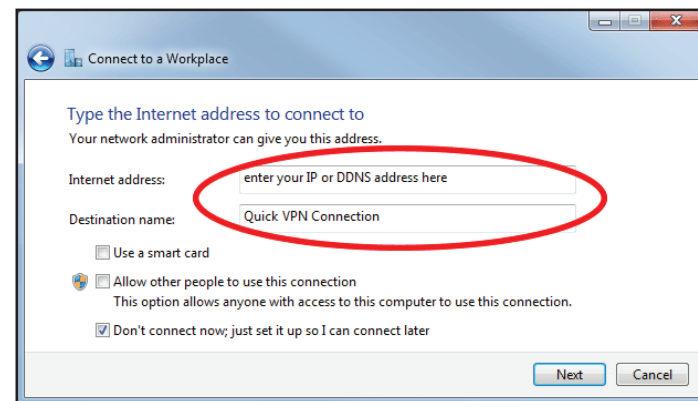 Connect to a Workplace
Type the Internet address to connect to
Your network administrator can give you this address.
Internet address: enter your IP or DDNS address here
Destination name: Quick VPN Connection
Use a smart card
Allow other people to use this connection
This option allows anyone with access to this computer to use this connection.
Don't connect now; just set it up so I can connect later
Next Cancel